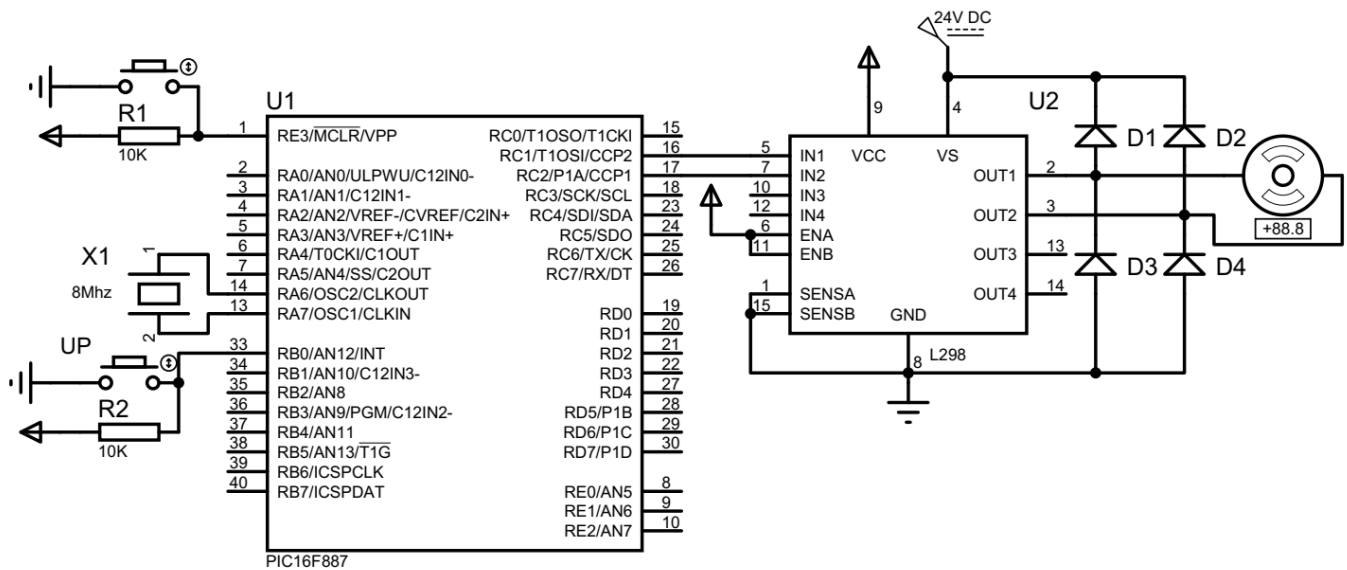 24V DC
R1
10K
X1
1
8Mhz
2
UP
R2
10K
U1
1 RE3/MCLR/VPP
2 RA0/AN0/ULPWU/C12IN0-
3 RA1/AN1/C12IN1-
4 RA2/AN2/VREF-/CVREF/C2IN+
5 RA3/AN3/VREF+/C1IN+
6 RA4/T0CKI/C1OUT
7 RA5/AN4/SS/C2OUT
14 RA6/OSC2/CLKOUT
13 RA7/OSC1/CLKIN
33 RB0/AN12/INT
34 RB1/AN10/C12IN3-
35 RB2/AN8
36 RB3/AN9/PGM/C12IN2-
37 RB4/AN11
38 RB5/AN13/T1G
39 RB6/ICSPCLK
40 RB7/ICSPDAT
RC0/T1OSO/T1CKI 15
RC1/T1OSI/CCP2 16
RC2/P1A/CCP1 17
RC3/SCK/SCL 18
RC4/SDI/SDA 23
RC5/SDO 24
RC6/TX/CK 25
RC7/RX/DT 26
RD0 19
RD1 20
RD2 21
RD3 22
RD4 27
RD5/P1B 28
RD6/P1C 29
RD7/P1D 30
RE0/AN5 8
RE1/AN6 9
RE2/AN7 10
PIC16F887
U2
9
VCC
4
VS
5 IN1
7 IN2
10 IN3
12 IN4
6 ENA
11 ENB
1 SENSA
15 SENSB
GND
8
L298
OUT1 2
OUT2 3
OUT3 13
OUT4 14
D1
D2
D3
D4
+88.8